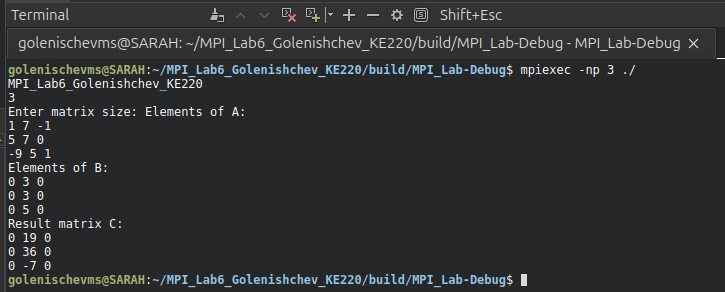 Terminal
Shift+Esc
golenischevms@SARAH: ~/MPI_Lab6_Golenishchev_KE220/build/MPI_Lab-Debug - MPI_Lab-Debug
golenischevms@SARAH:~/MPI_Lab6_Golenishchev_KE220/build/MPI_Lab-Debug$ mpiexec -np 3 ./
MPI_Lab6_Golenishchev_KE220
3
Enter matrix size: Elements of A:
1 7 -1
5 7 0
-9 5 1
Elements of B:
0 3 0
0 3 0
0 5 0
Result matrix C:
0 19 0
0 36 0
0 -7 0
golenischevms@SARAH:~/MPI_Lab6_Golenishchev_KE220/build/MPI_Lab-Debug$